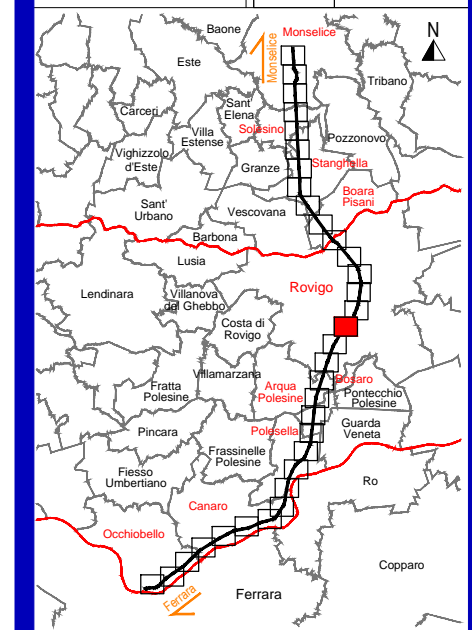 Baone
Monselice
N
Monselice
Este
Tribano
Carceri
Sant'
Elena
Solesino
Villa
Estense
Pozzonovo
Vighizzolo
d'Este
Granze
Stanghella
Boara
Pisani
Sant'
Urbano
Vescovana
Barbona
Lusia
Rovigo
Lendinara
Villanova
del Ghebbo
Costa di
Rovigo
Villamarzana
Fratta
Polesine
Arqua
Polesine
Bosaro
Pontecchio
Polesine
Pincara
Polesella
Guarda
Veneta
Frassinelle
Polesine
Fiesso
Umbertiano
Ro
Canaro
Occhiobello
Copparo
Ferrara
Ferrara